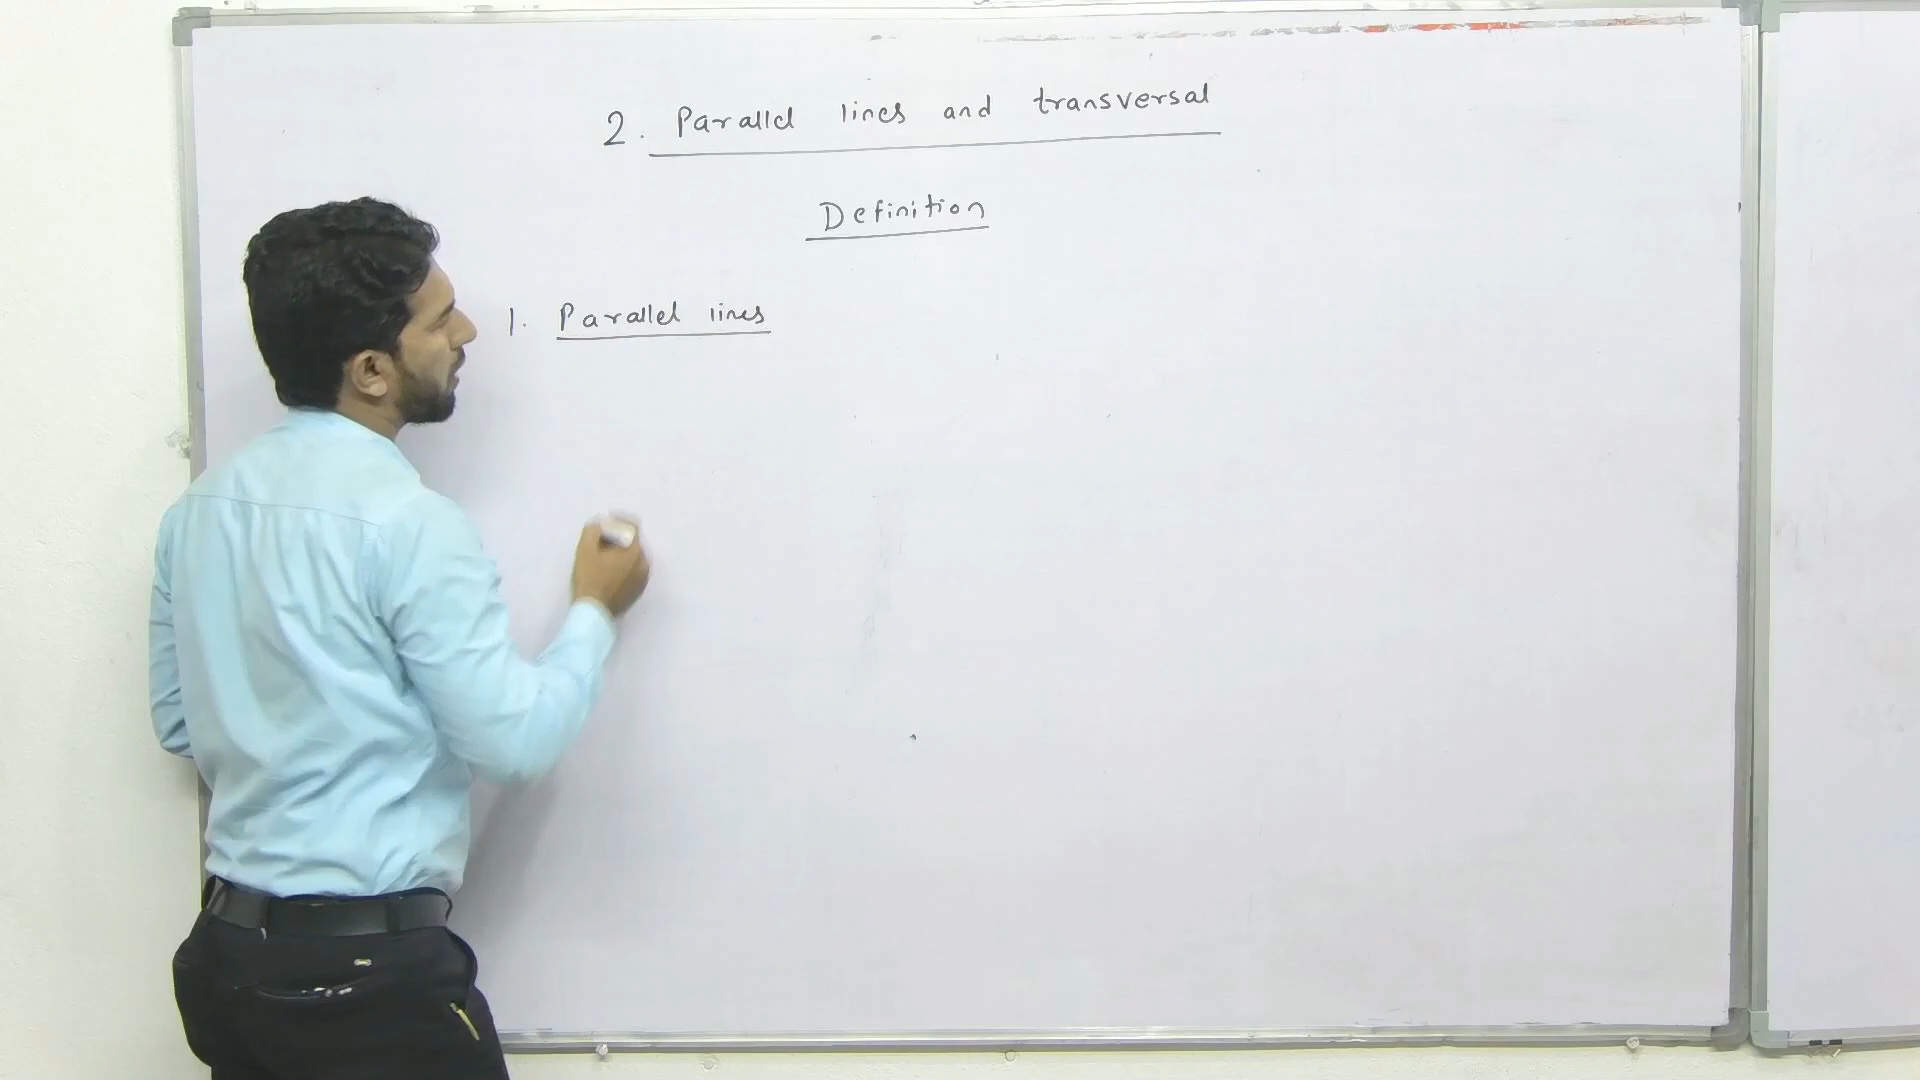 2. Parallel lines and transversal
Definition
1. Parallel lines